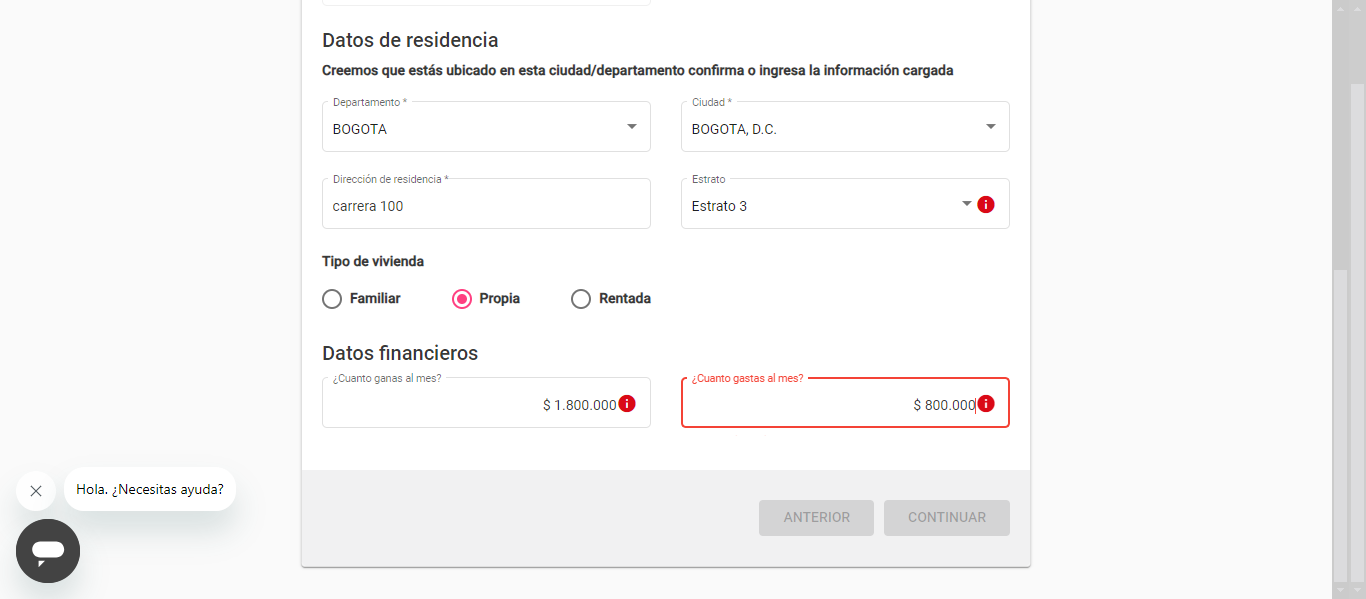 Datos de residencia
Creemos que estás ubicado en esta ciudad/departamento confirma o ingresa la información cargada
Departamento *
BOGOTA
Ciudad *
BOGOTA, D.C.
Dirección de residencia *
carrera 100
Estrato
Estrato 3
Tipo de vivienda
Familiar
Propia
Rentada
Datos financieros
¿Cuanto ganas al mes?
$ 1.800.000
¿Cuanto gastas al mes?
$ 800.000
Hola. ¿Necesitas ayuda?
ANTERIOR
CONTINUAR